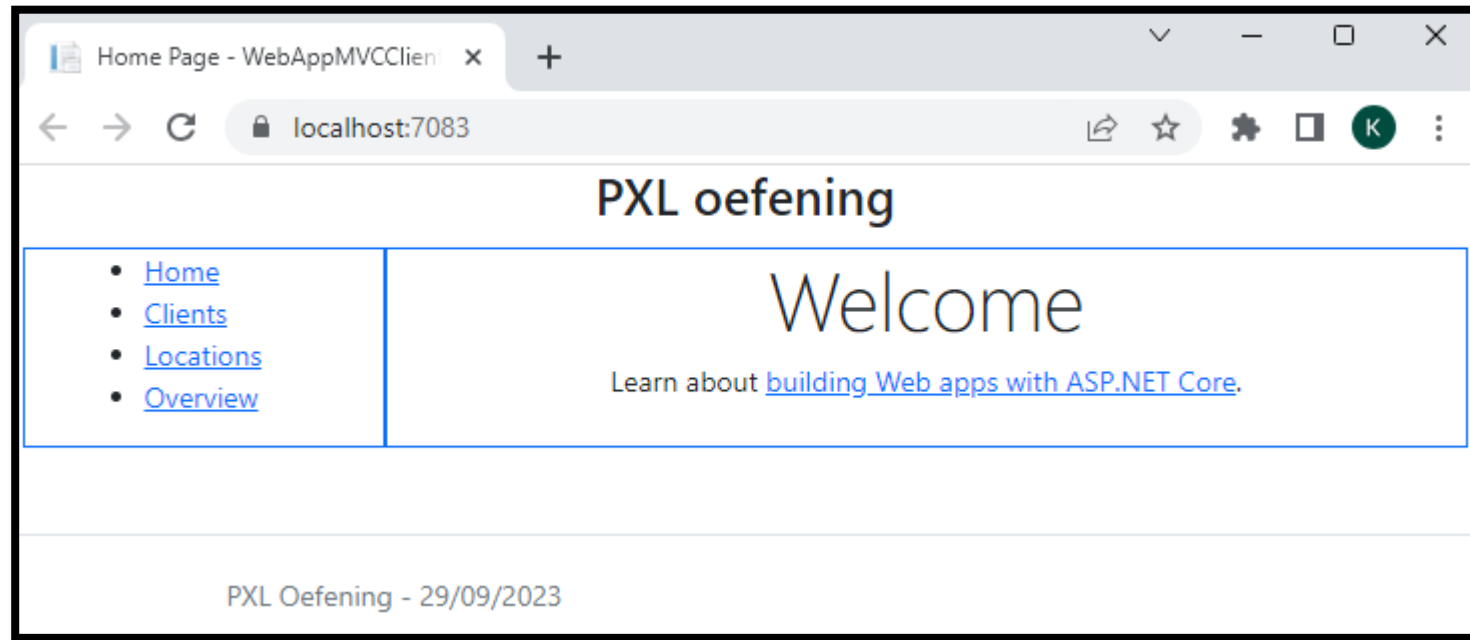 Home Page - WebAppMVCClien
localhost:7083
K
PXL oefening
Home
Clients
Locations
Overview
Welcome
Learn about building Web apps with ASP.NET Core.
PXL Oefening - 29/09/2023